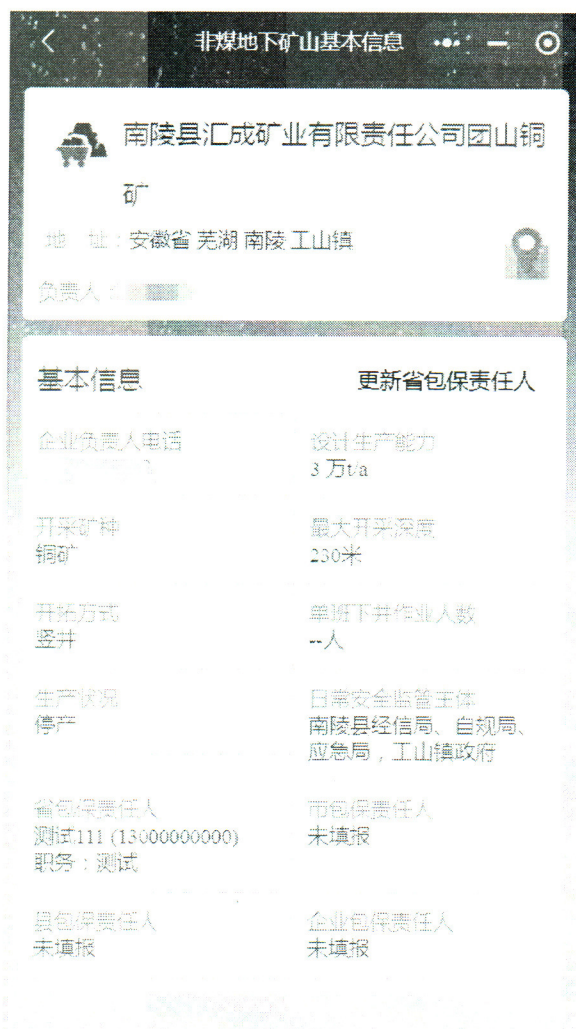 非煤地下矿山基本信息
南陵县汇成矿业有限责任公司团山铜
矿
地 址：安徽省 芜湖 南陵 工山镇
负责人：
基本信息
更新省包保责任人
企业负责人电话
设计生产能力
3 万t/a
开采矿种
铜矿
最大开采深度
230米
开拓方式
竖井
单班下井作业人数
--人
生产状况
停产
日常安全监管主体
南陵县经信局、自规局、
应急局，工山镇政府
省包保责任人
测试111 (13000000000)
职务：测试
市包保责任人
未填报
县包保责任人
未填报
企业包保责任人
未填报